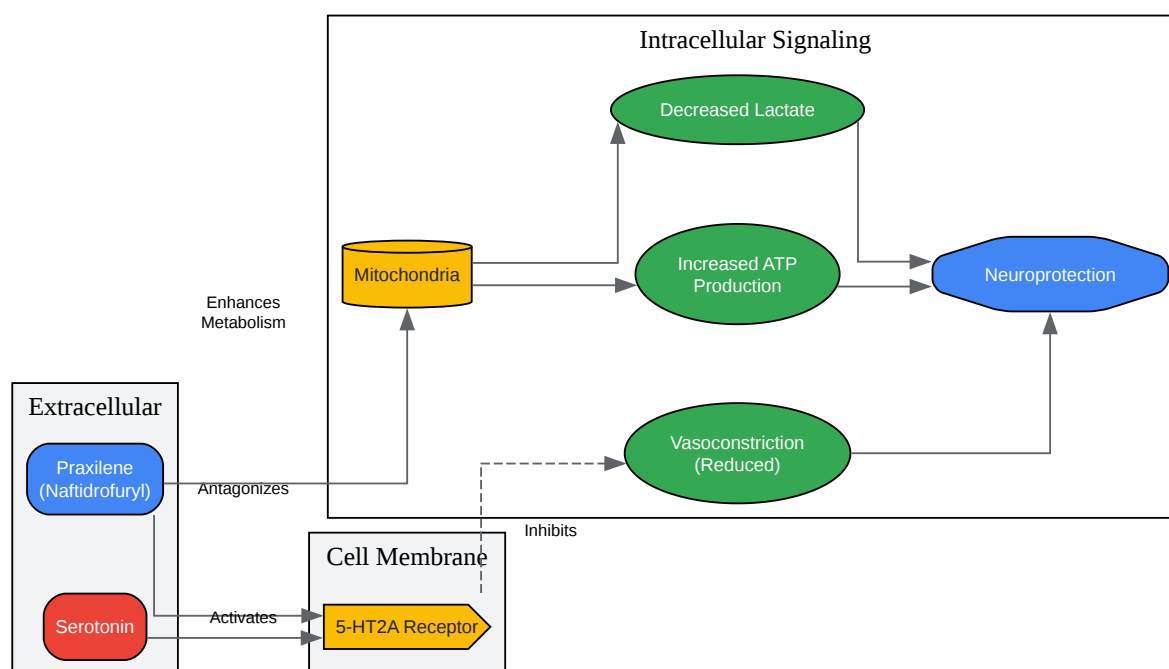 Intracellular Signaling
Decreased Lactate
Mitochondria
Increased ATP
Production
Neuroprotection
Enhances
Metabolism
Extracellular
Praxilene
(Naftidrofuryl)
Antagonizes
Vasoconstriction
(Reduced)
Inhibits
Cell Membrane
Serotonin
Activates
5-HT2A Receptor